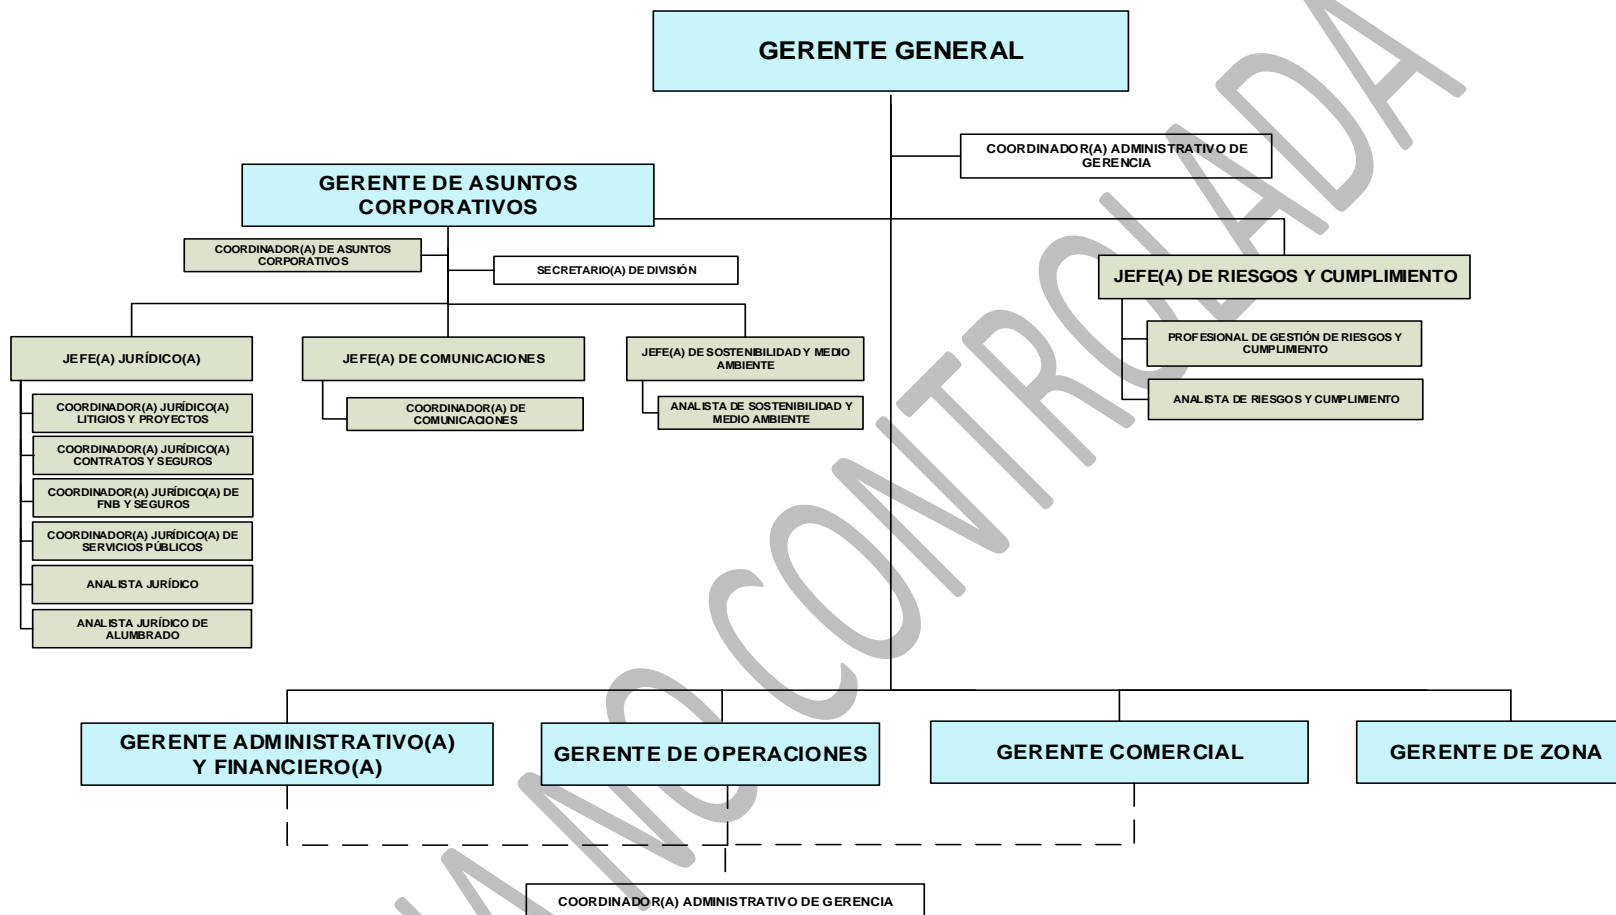 GERENTE GENERAL
COORDINADOR(A) ADMINISTRATIVO DE
GERENCIA
GERENTE DE ASUNTOS
CORPORATIVOS
COORDINADOR(A) DE ASUNTOS
CORPORATIVOS
SECRETARIO(A) DE DIVISIÓN
JEFE(A) DE RIESGOS Y CUMPLIMIENTO
PROFESIONAL DE GESTIÓN DE RIESGOS Y
CUMPLIMIENTO
ANALISTA DE RIESGOS Y CUMPLIMIENTO
JEFE(A) JURÍDICO(A)
COORDINADOR(A) JURÍDICO(A)
LITIGIOS Y PROYECTOS
COORDINADOR(A) JURÍDICO(A)
CONTRATOS Y SEGUROS
COORDINADOR(A) JURÍDICO(A) DE
FNB Y SEGUROS
COORDINADOR(A) JURÍDICO(A) DE
SERVICIOS PÚBLICOS
ANALISTA JURÍDICO
ANALISTA JURÍDICO DE
ALUMBRADO
JEFE(A) DE COMUNICACIONES
COORDINADOR(A) DE
COMUNICACIONES
JEFE(A) DE SOSTENIBILIDAD Y MEDIO
AMBIENTE
ANALISTA DE SOSTENIBILIDAD Y
MEDIO AMBIENTE
GERENTE ADMINISTRATIVO(A)
Y FINANCIERO(A)
GERENTE DE OPERACIONES
GERENTE COMERCIAL
GERENTE DE ZONA
COORDINADOR(A) ADMINISTRATIVO DE GERENCIA
NO CONTROLADA